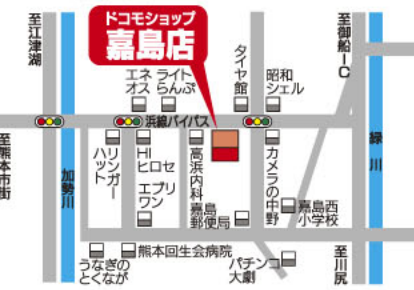 ドコモショップ
嘉島店
至江津湖
至御船IC
エネオス
ライトらんぷ
タイヤ館
昭和シェル
浜線バイパス
至熊本市街
加勢川
リンガーハット
HIヒロセ
エブリワン
高浜内科
嘉島郵便局
カメラの中野
嘉島西小学校
緑川
うなぎのとくなが
熊本回生会病院
パチンコ大劇
至川尻